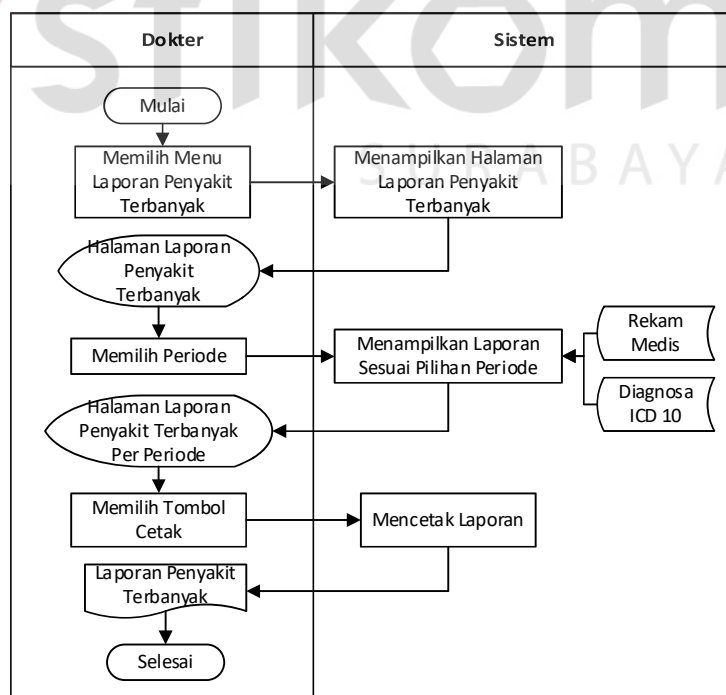 stikom
SURABAYA
Dokter
Sistem
Mulai
Memilih Menu
Laporan Penyakit
Terbanyak
Menampilkan Halaman
Laporan Penyakit
Terbanyak
Halaman Laporan
Penyakit
Terbanyak
Memilih Periode
Menampilkan Laporan
Sesuai Pilihan Periode
Rekam
Medis
Diagnosa
ICD 10
Halaman Laporan
Penyakit Terbanyak
Per Periode
Memilih Tombol
Cetak
Mencetak Laporan
Laporan Penyakit
Terbanyak
Selesai